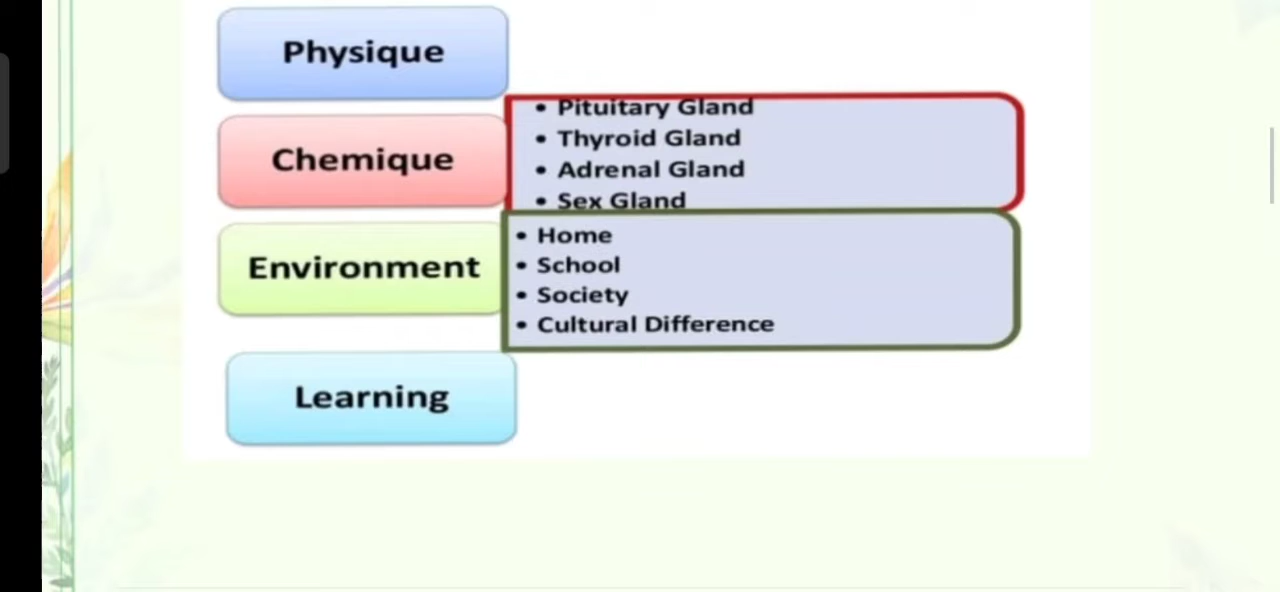 Physique
Chemique
• Pituitary Gland
• Thyroid Gland
• Adrenal Gland
• Sex Gland
Environment
• Home
• School
• Society
• Cultural Difference
Learning